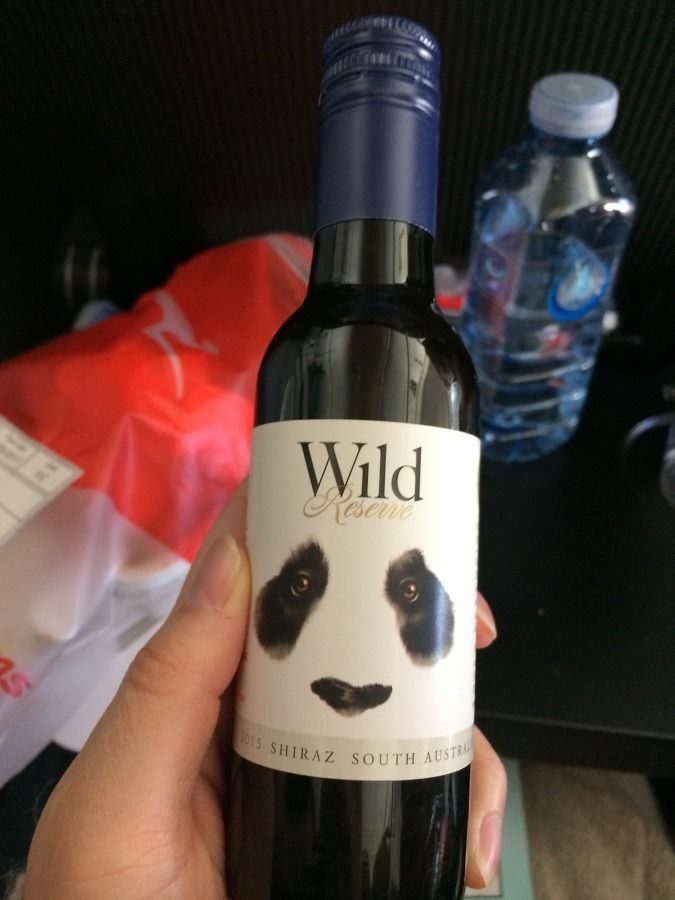 Wild
Reserve
2015 SHIRAZ SOUTH AUSTRAL